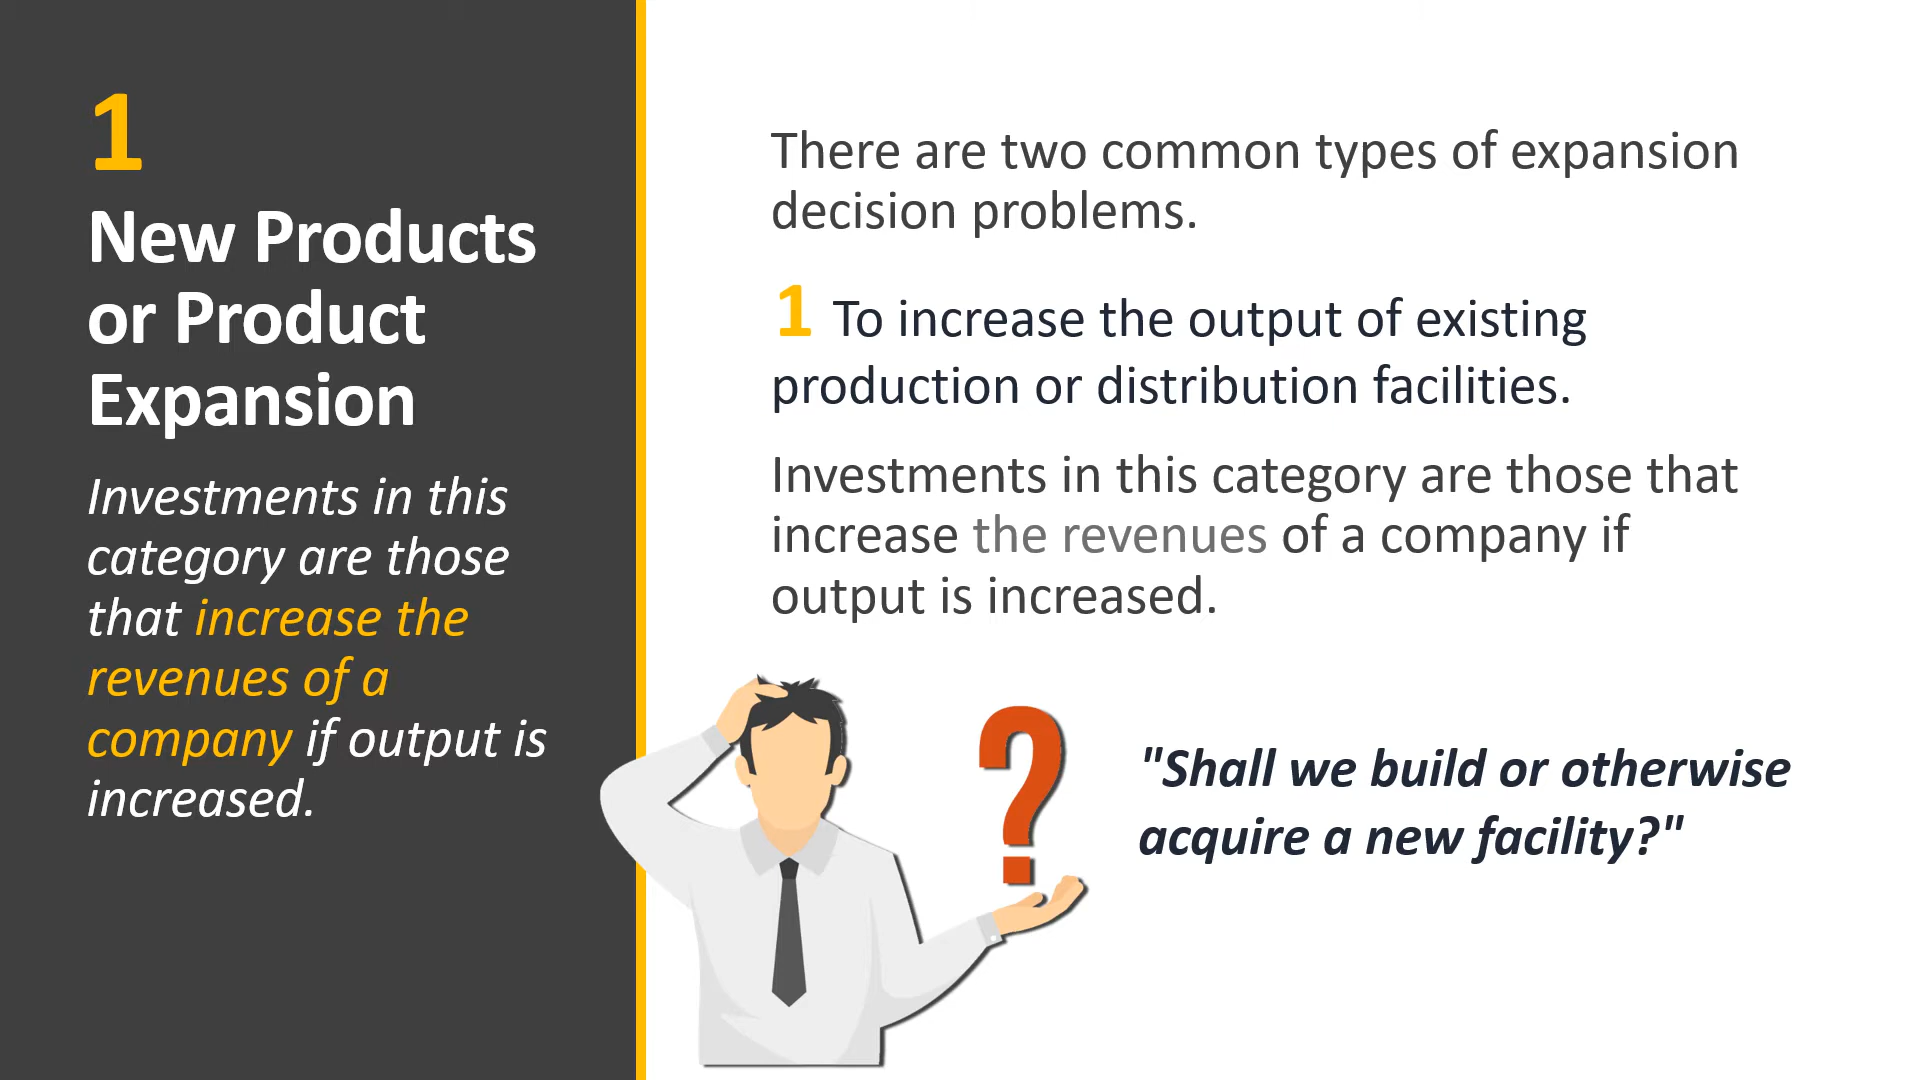 1
New Products
or Product
Expansion
Investments in this
category are those
that increase the
revenues of a
company if output is
increased.
There are two common types of expansion
decision problems.
1 To increase the output of existing
production or distribution facilities.
Investments in this category are those that
increase the revenues of a company if
output is increased.
?
"Shall we build or otherwise
acquire a new facility?"